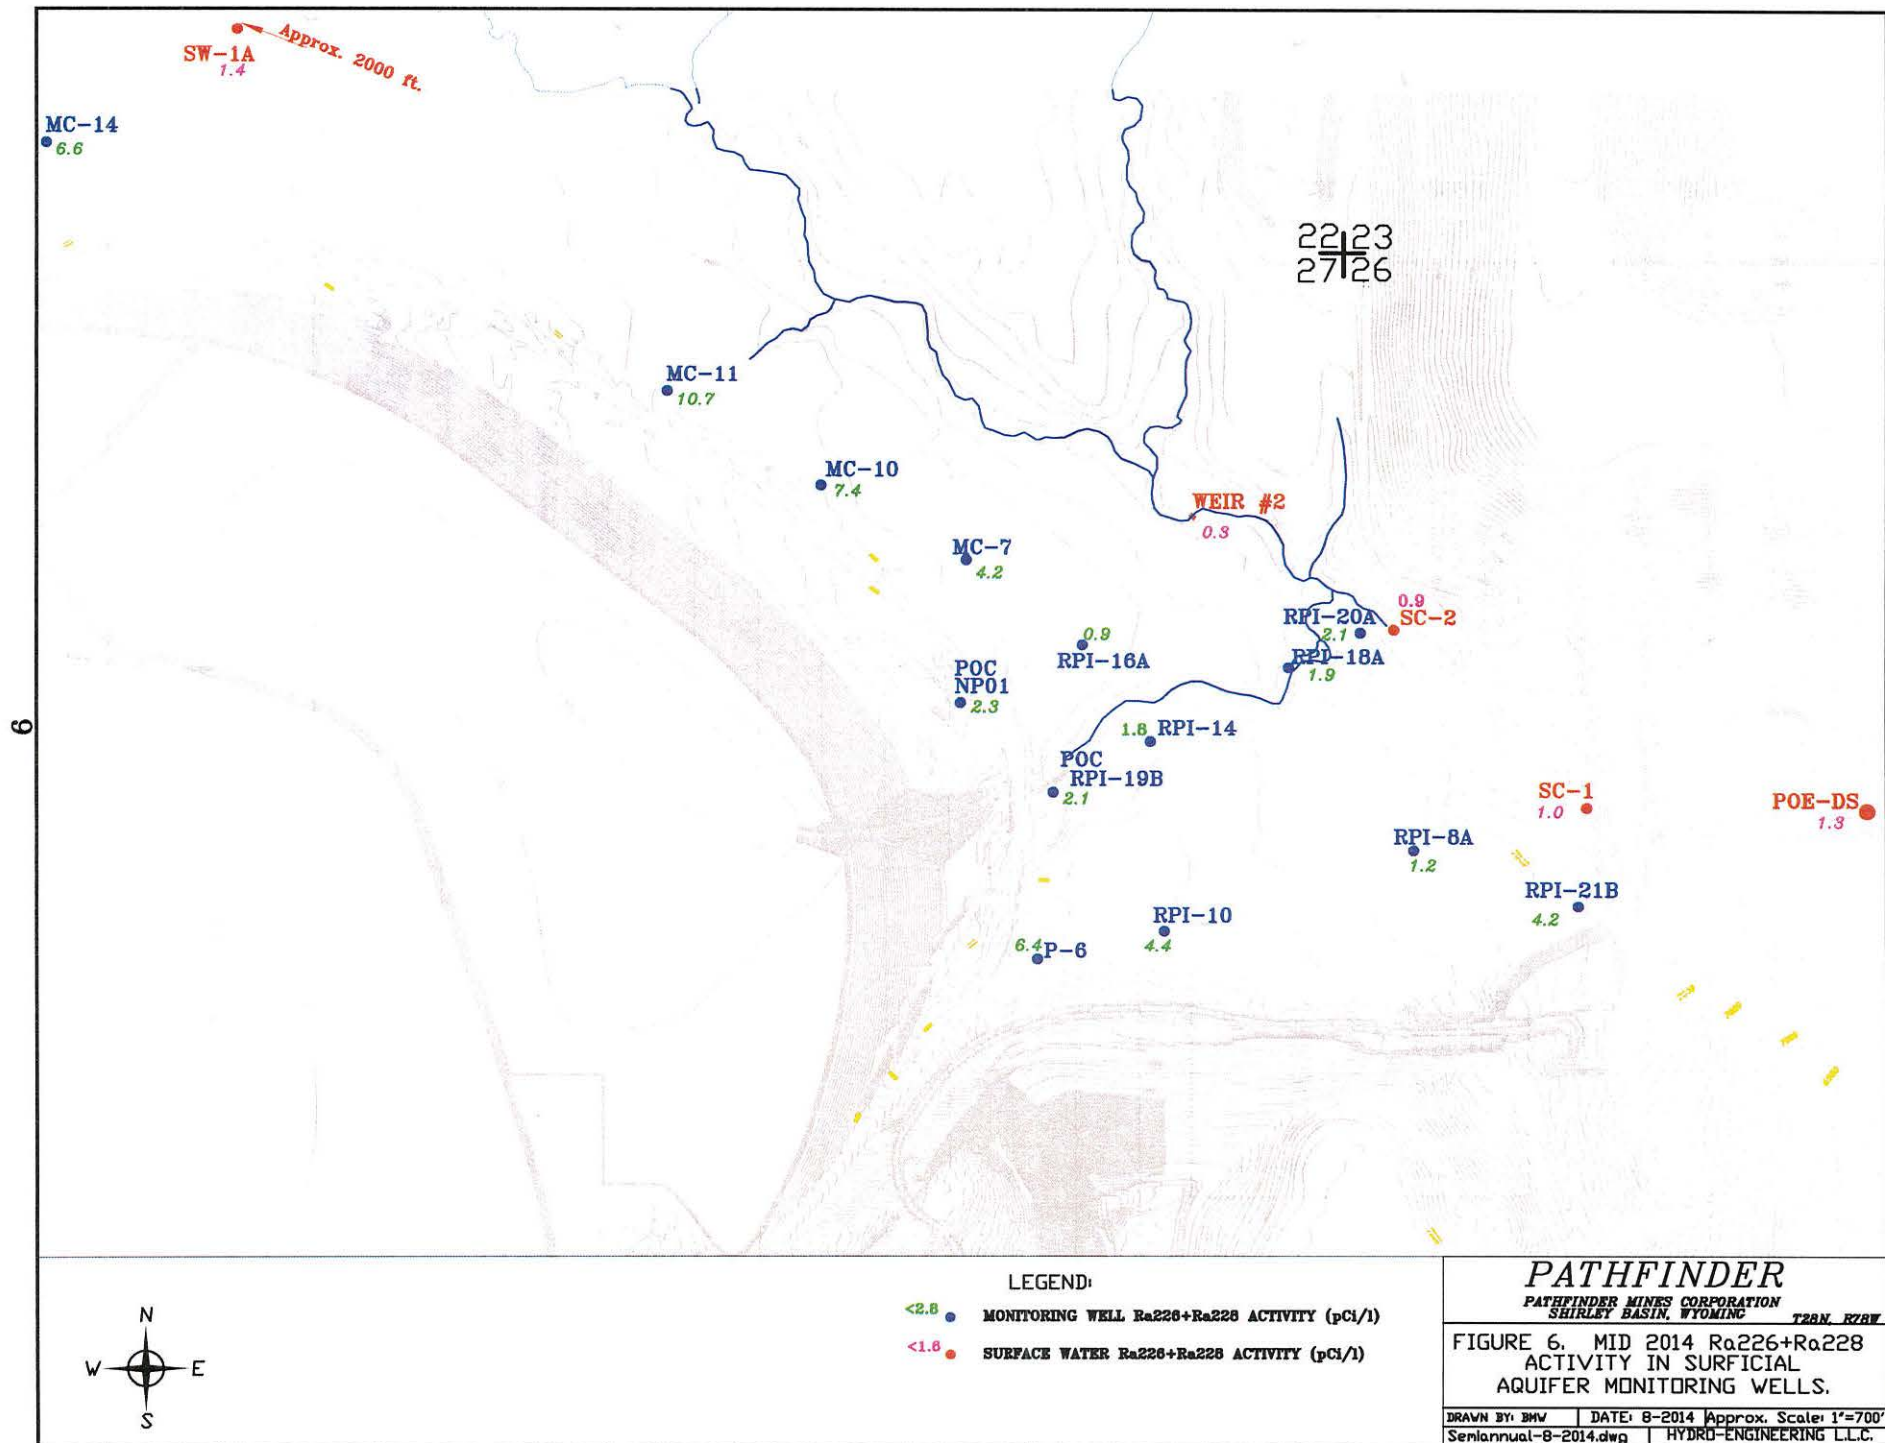 SW-1A
1.4
Approx. 2000 ft.
MC-14
6.6
22 23
27 26
MC-11
10.7
MC-10
7.4
WEIR #2
0.3
MC-7
4.2
0.9
SC-2
RPI-20A
2.1
0.9
RPI-16A
RPI-18A
1.9
POC
NP01
2.3
1.8
RPI-14
POC
RPI-19B
2.1
SC-1
1.0
POE-DS
1.3
RPI-8A
1.2
RPI-21B
4.2
RPI-10
4.4
6.4
P-6
6
N
W E
S
LEGEND:
<2.8 MONITORING WELL Ra226+Ra228 ACTIVITY (pCi/l)
<1.6 SURFACE WATER Ra226+Ra228 ACTIVITY (pCi/l)
PATHFINDER
PATHFINDER MINES CORPORATION
SHIRLEY BASIN, WYOMING T28N, R78W
FIGURE 6. MID 2014 Ra226+Ra228
ACTIVITY IN SURFICIAL
AQUIFER MONITORING WELLS.
DRAWN BY: BMW DATE: 8-2014 Approx. Scale: 1"=700'
Semiannual-8-2014.dwg HYDRO-ENGINEERING L.L.C.